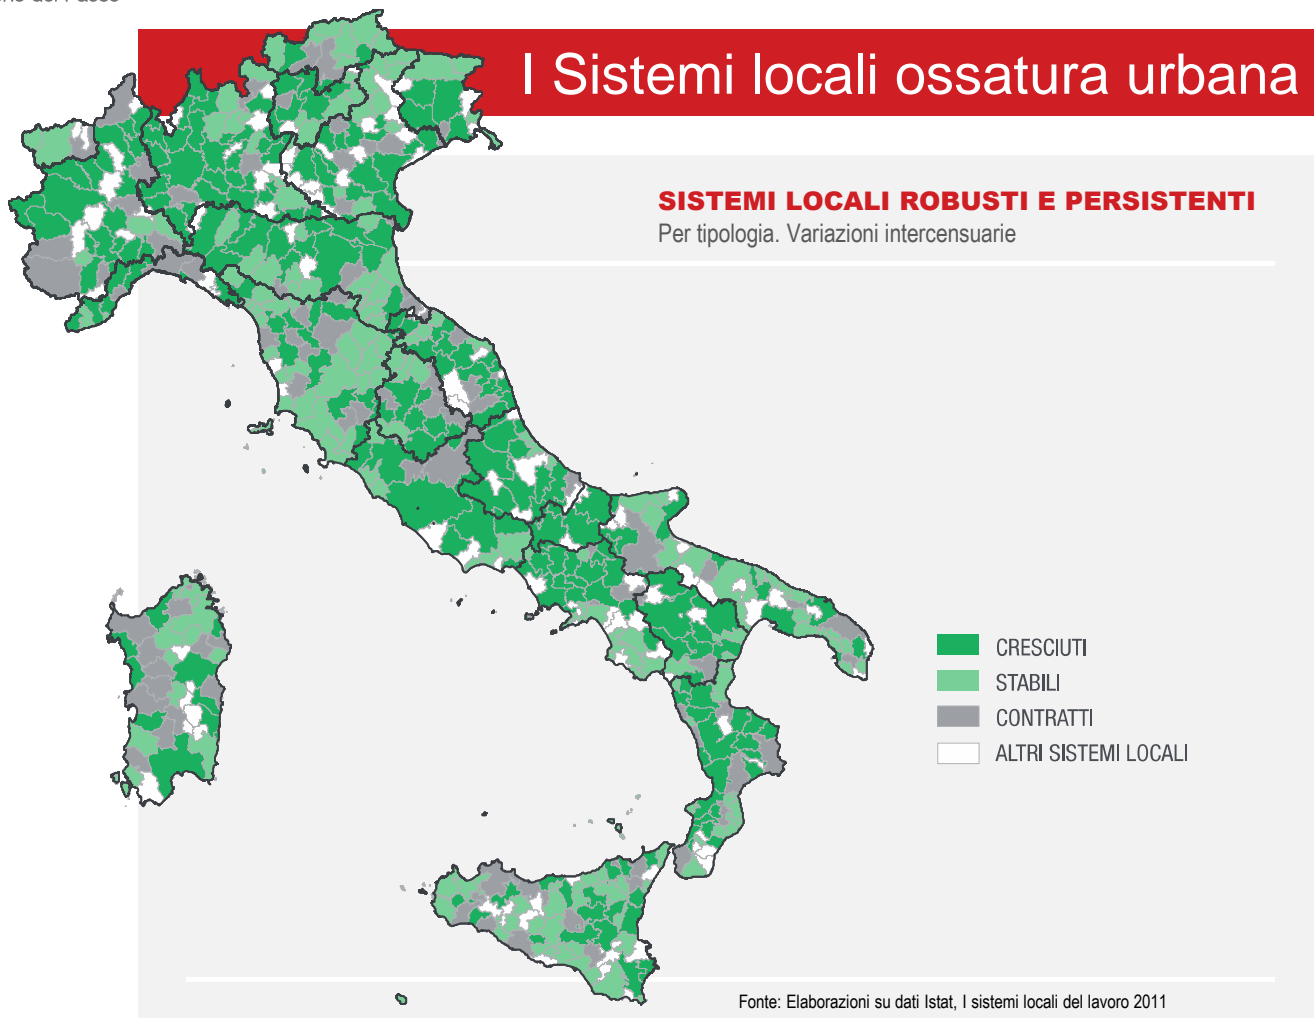 I Sistemi locali ossatura urbana
SISTEMI LOCALI ROBUSTI E PERSISTENTI
Per tipologia. Variazioni intercensuarie
CRESCIUTI
STABILI
CONTRATTI
ALTRI SISTEMI LOCALI
Fonte: Elaborazioni su dati Istat, I sistemi locali del lavoro 2011